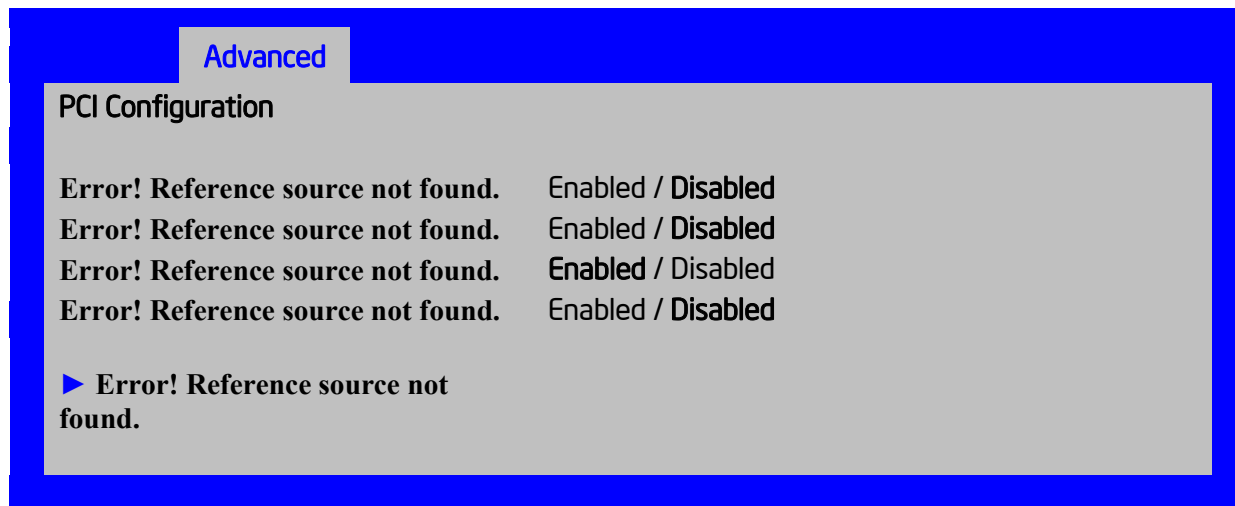 Advanced
PCI Configuration
Error! Reference source not found. Enabled / Disabled
Error! Reference source not found. Enabled / Disabled
Error! Reference source not found. Enabled / Disabled
Error! Reference source not found. Enabled / Disabled
► Error! Reference source not
found.